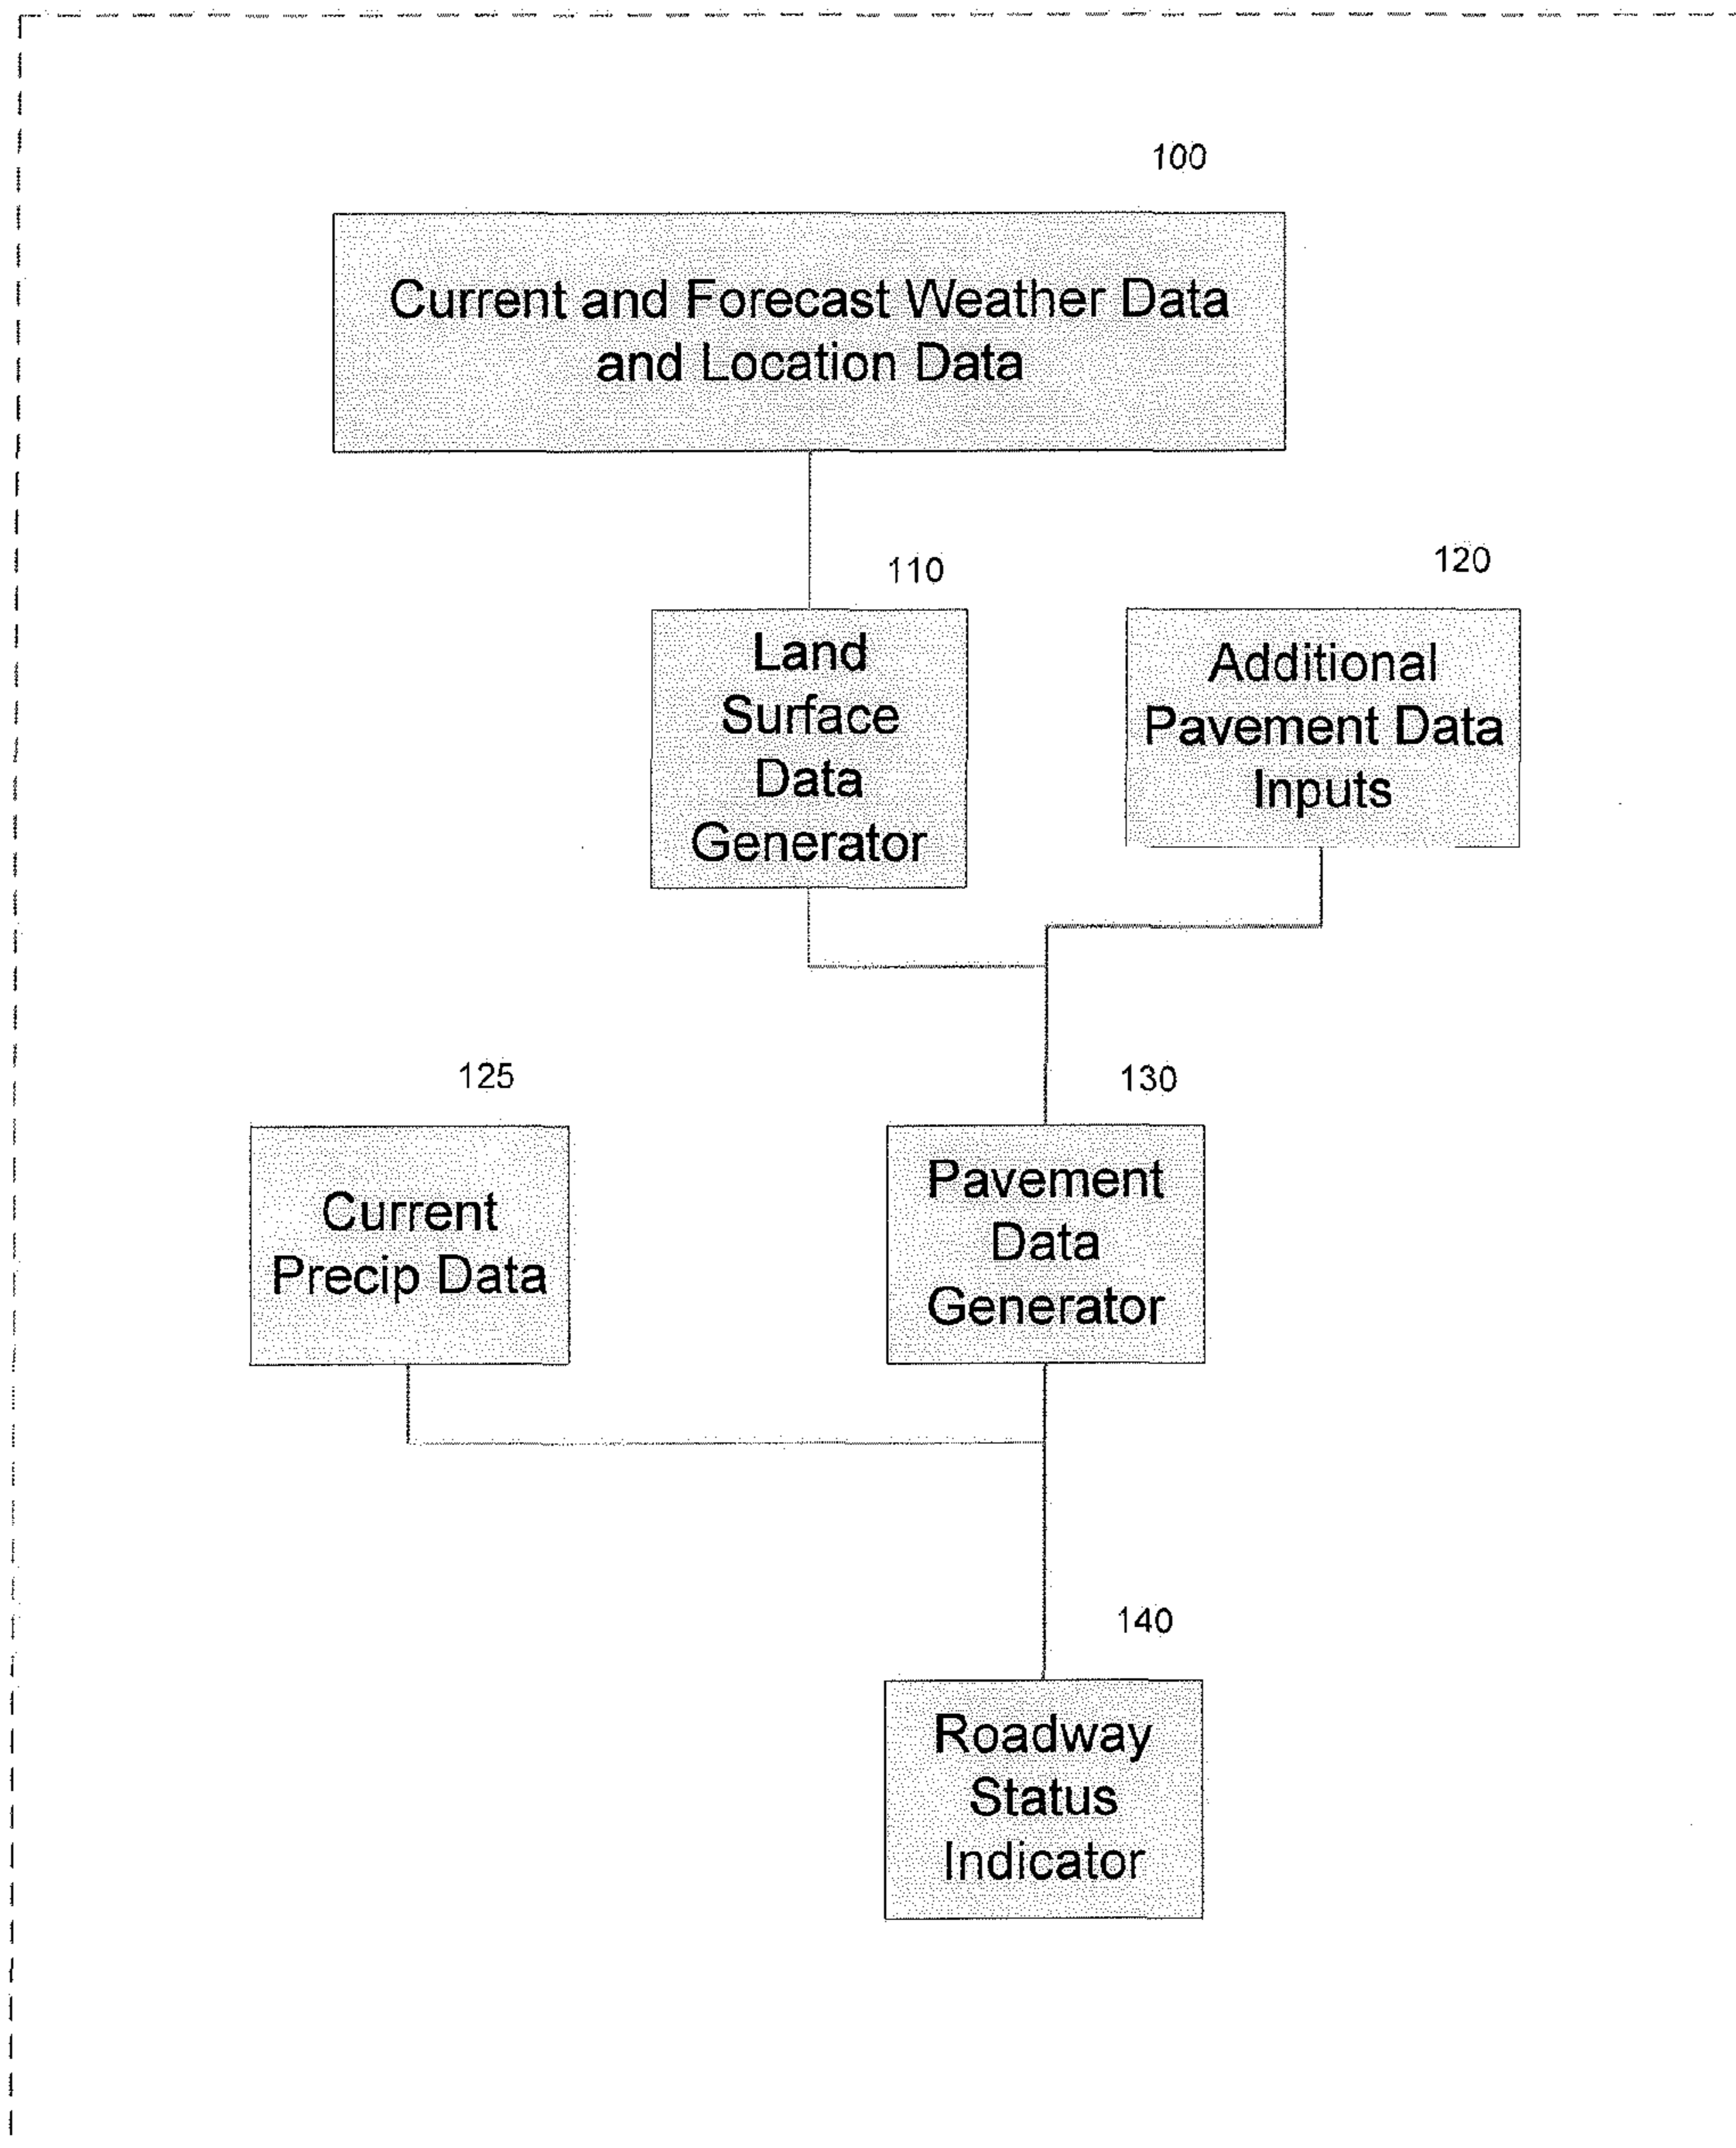 100
Current and Forecast Weather Data
and Location Data
110
Land
Surface
Data
Generator
120
Additional
Pavement Data
Inputs
125
Current
Precip Data
130
Pavement
Data
Generator
140
Roadway
Status
Indicator